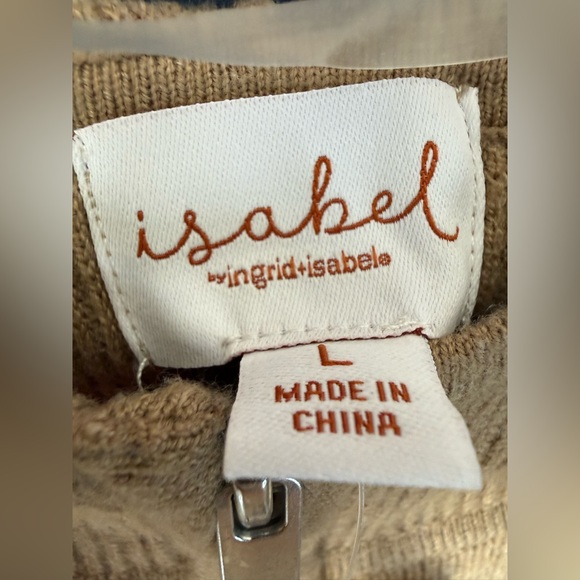 isabel
by ingrid+isabel®
L
MADE IN
CHINA